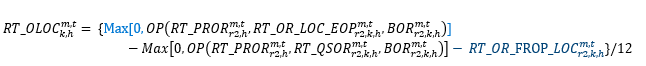 RT_OLOC^{m,t}_{k,h} = {Max[0, OP(RT_PROR^{m,t}_{r2,h}, RT_OR_LOC_EOP^{m,t}_{r2,k,h}, BOR^{m,t}_{r2,k,h})]
− Max[0, OP(RT_PROR^{m,t}_{r2,h}, RT_QSOR^{m,t}_{r2,k,h}, BOR^{m,t}_{r2,k,h})] − RT_OR_FROP_LOC^{m,t}_{r2,k,h}}/12